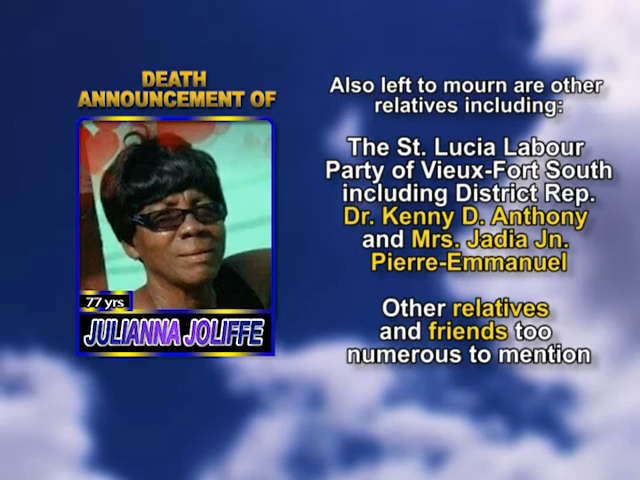 DEATH
ANNOUNCEMENT OF
77 yrs
JULIANNA JOLIFFE
Also left to mourn are other
relatives including:
The St. Lucia Labour
Party of Vieux-Fort South
including District Rep.
Dr. Kenny D. Anthony
and Mrs. Jadia Jn.
Pierre-Emmanuel
Other relatives
and friends too
numerous to mention